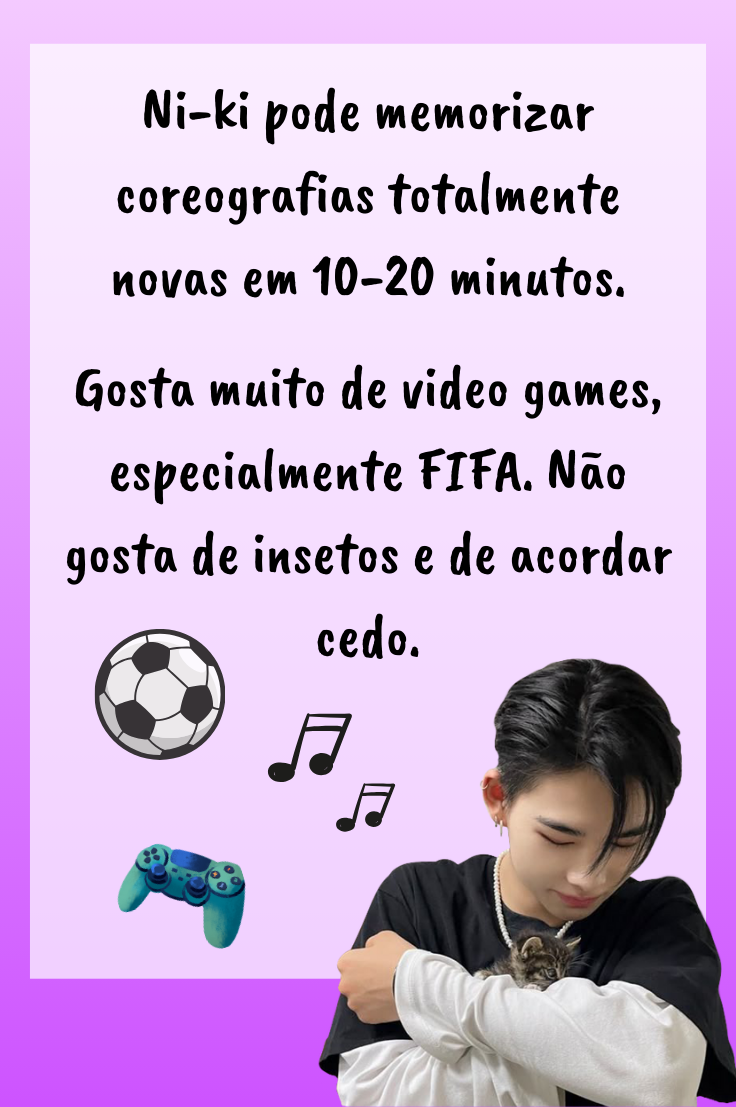 Ni-ki pode memorizar
coreografias totalmente
novas em 10-20 minutos.
Gosta muito de video games,
especialmente FIFA. Não
gosta de insetos e de acordar
cedo.